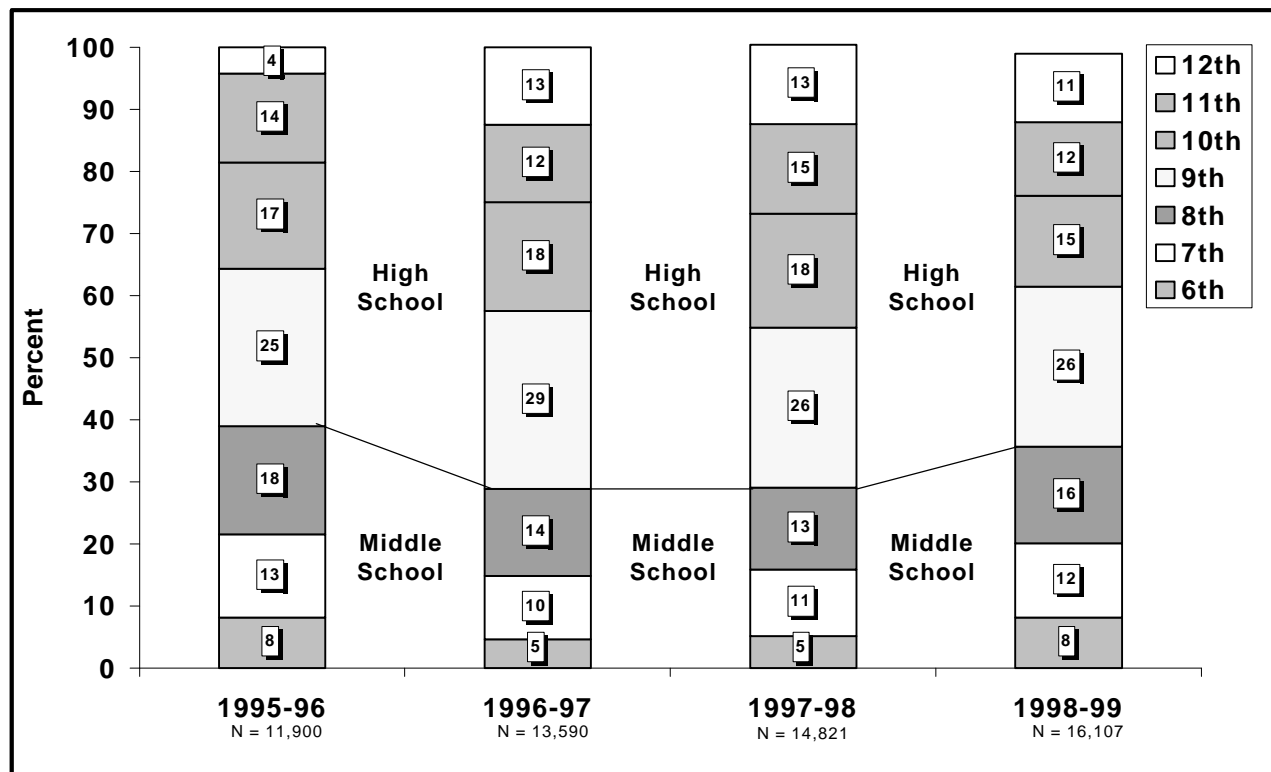 Percent
100
90
80
70
60
50
40
30
20
10
0
4
14
17
25
18
13
8
High
School
Middle
School
13
12
18
29
14
10
5
High
School
Middle
School
13
15
18
26
13
11
5
High
School
Middle
School
11
12
15
26
16
12
8
12th
11th
10th
9th
8th
7th
6th
1995-96
N = 11,900
1996-97
N = 13,590
1997-98
N = 14,821
1998-99
N = 16,107